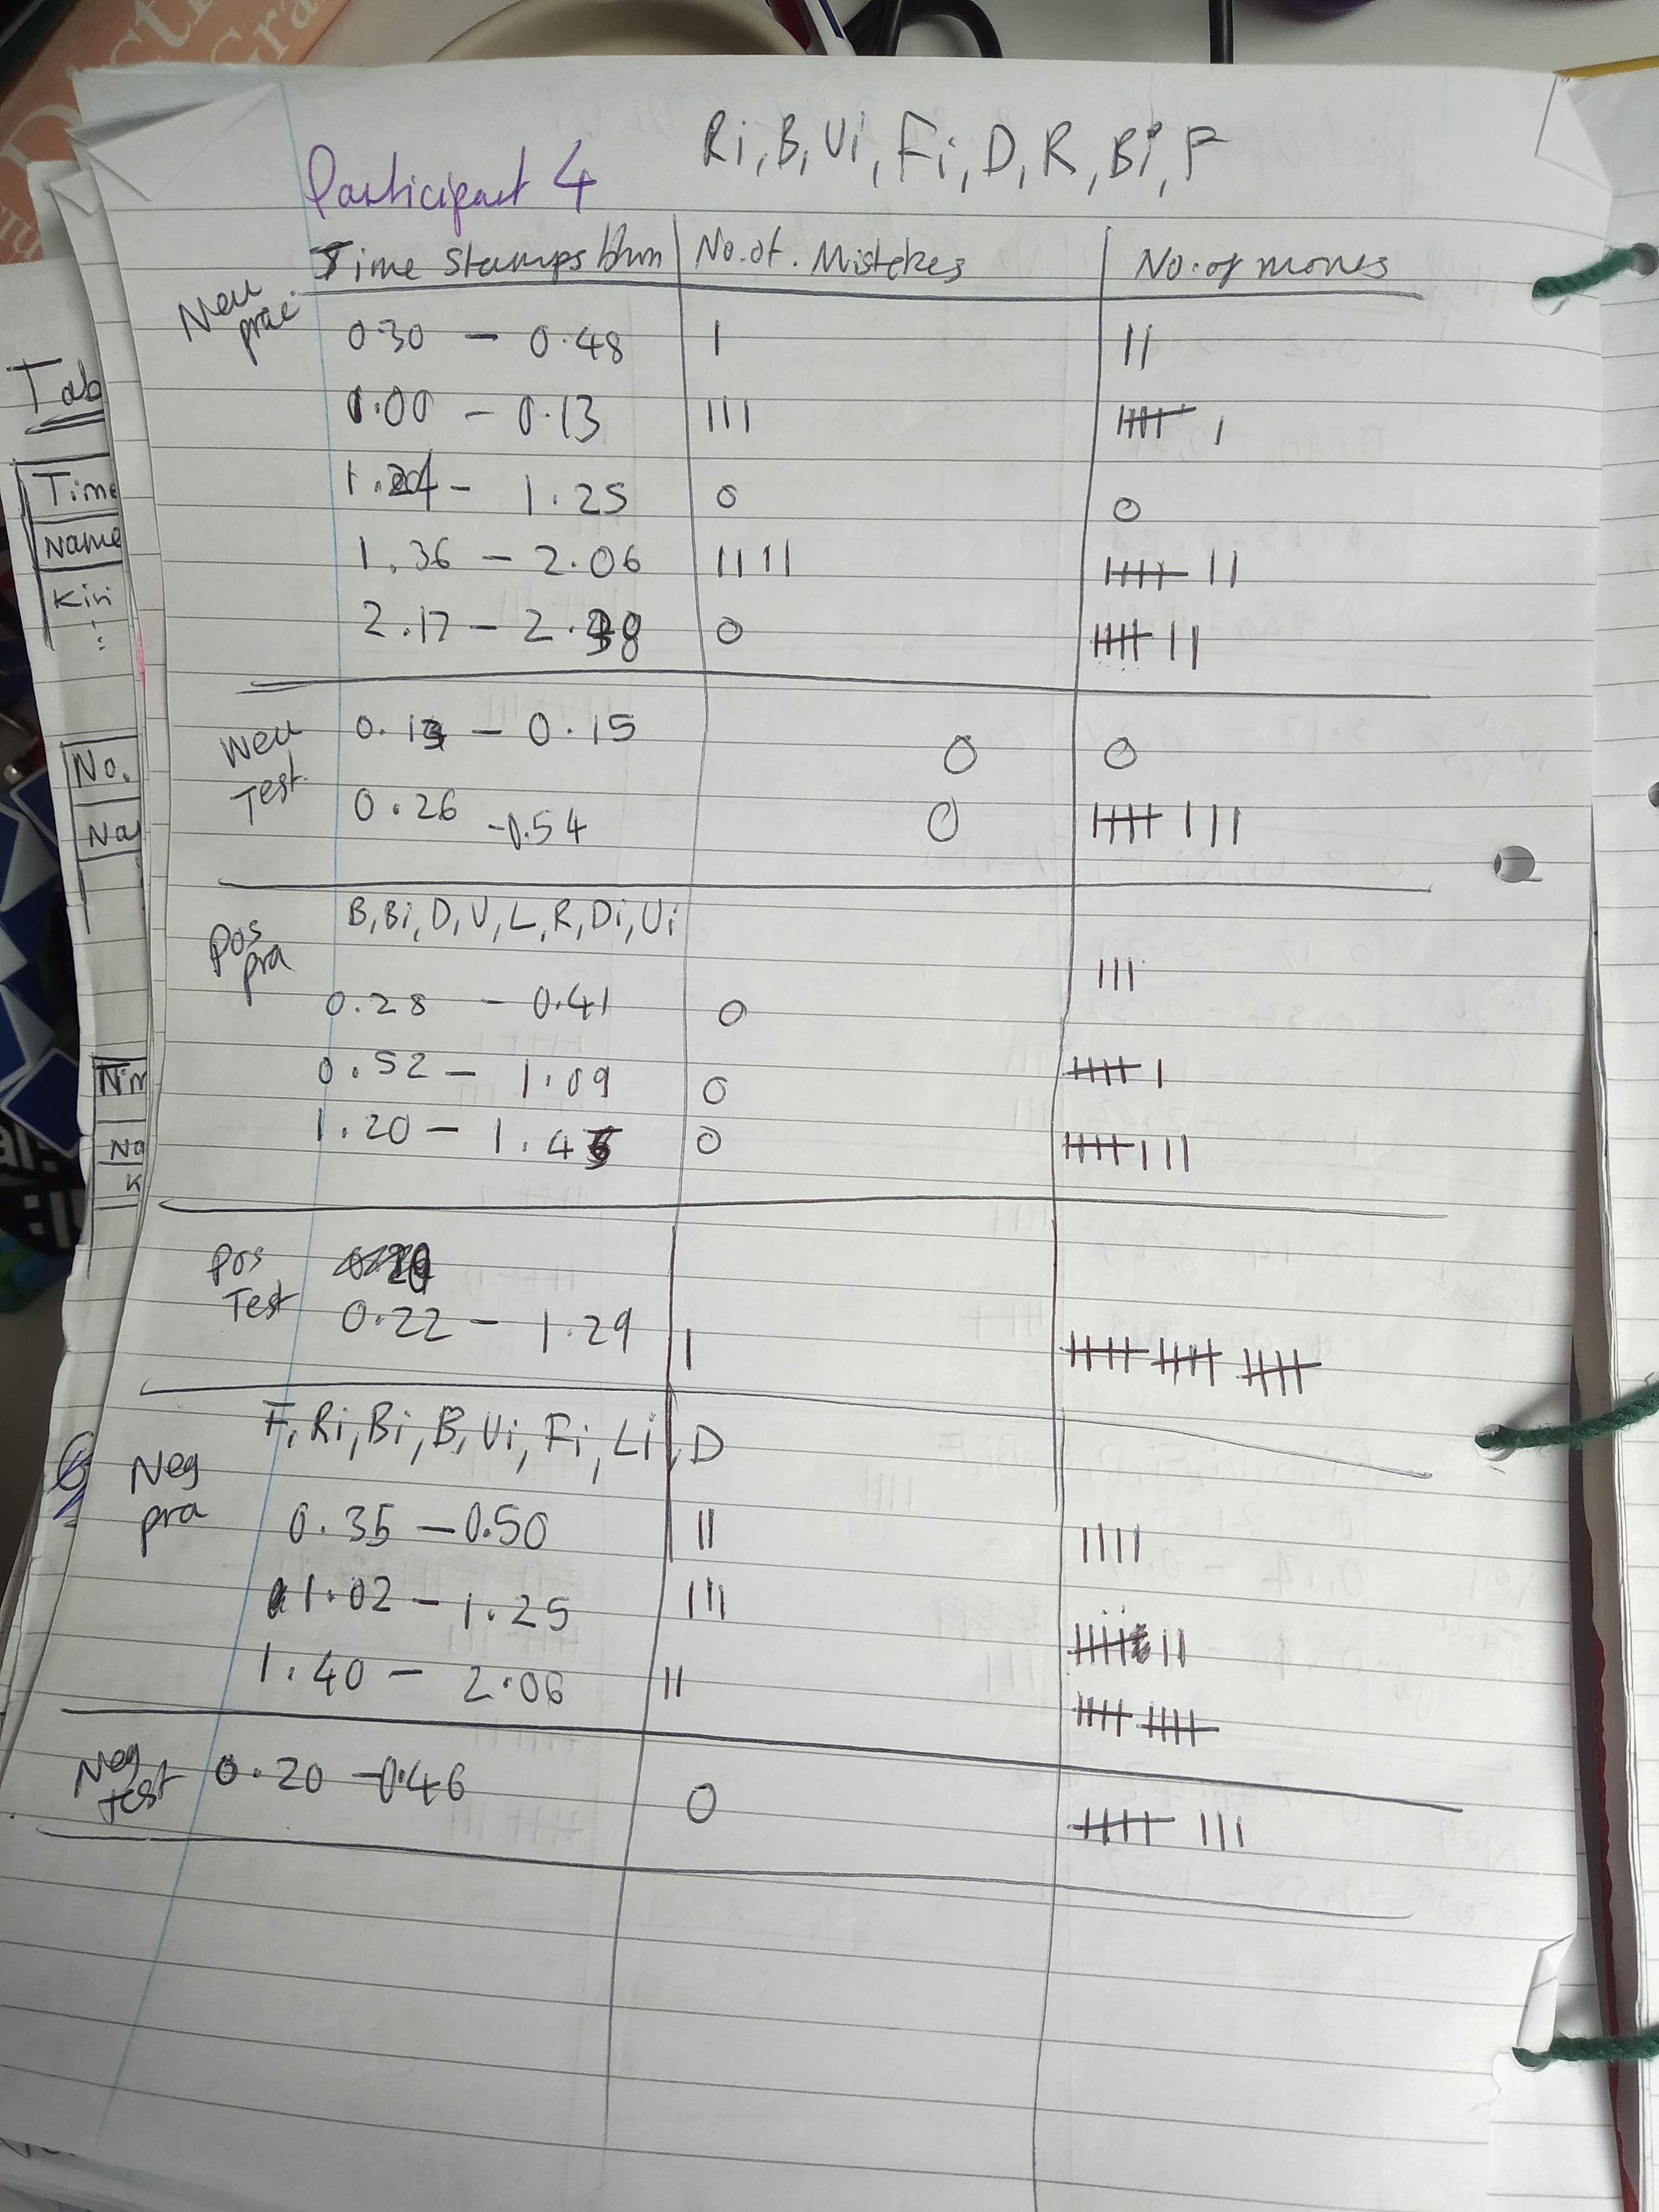 Ri, B, Ui, Fi, D, R, Bi, F
Participant 4
Time Stamps No. of. Mistakes No. of moves
Neu prac
0.30 - 0.48 I II
0.00 - 0.13 III IIII I
1.24 - 1.25 0 0
1.36 - 2.06 IIII IIII II
2.17 - 2.38 0 IIII II
Neu Test
0.13 - 0.15 0 0
0.26 - 0.54 0 IIII III
Pos pra
B, Bi, D, U, L, R, Di, Ui
0.28 - 0.41 0 III
0.52 - 1.09 0 IIII I
1.20 - 1.45 0 IIII III
Pos Test
0.22 - 1.29 I IIII IIII IIII
F, Ri, Bi, B, Ui, Fi, Li, D
Neg pra
0.35 - 0.50 II IIII
1.02 - 1.25 III IIII II
1.40 - 2.06 II IIII IIII
Neg test 0.20 - 0.46 0 IIII III
Tab
Time
Name
Kiri
No.
Na
No
K